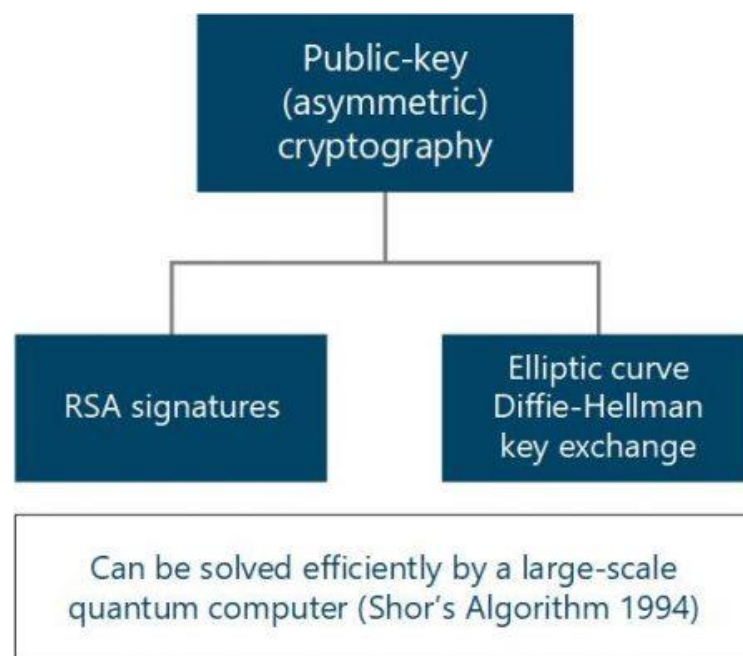 Public-key
(asymmetric)
cryptography
RSA signatures
Elliptic curve
Diffie-Hellman
key exchange
Can be solved efficiently by a large-scale
quantum computer (Shor's Algorithm 1994)